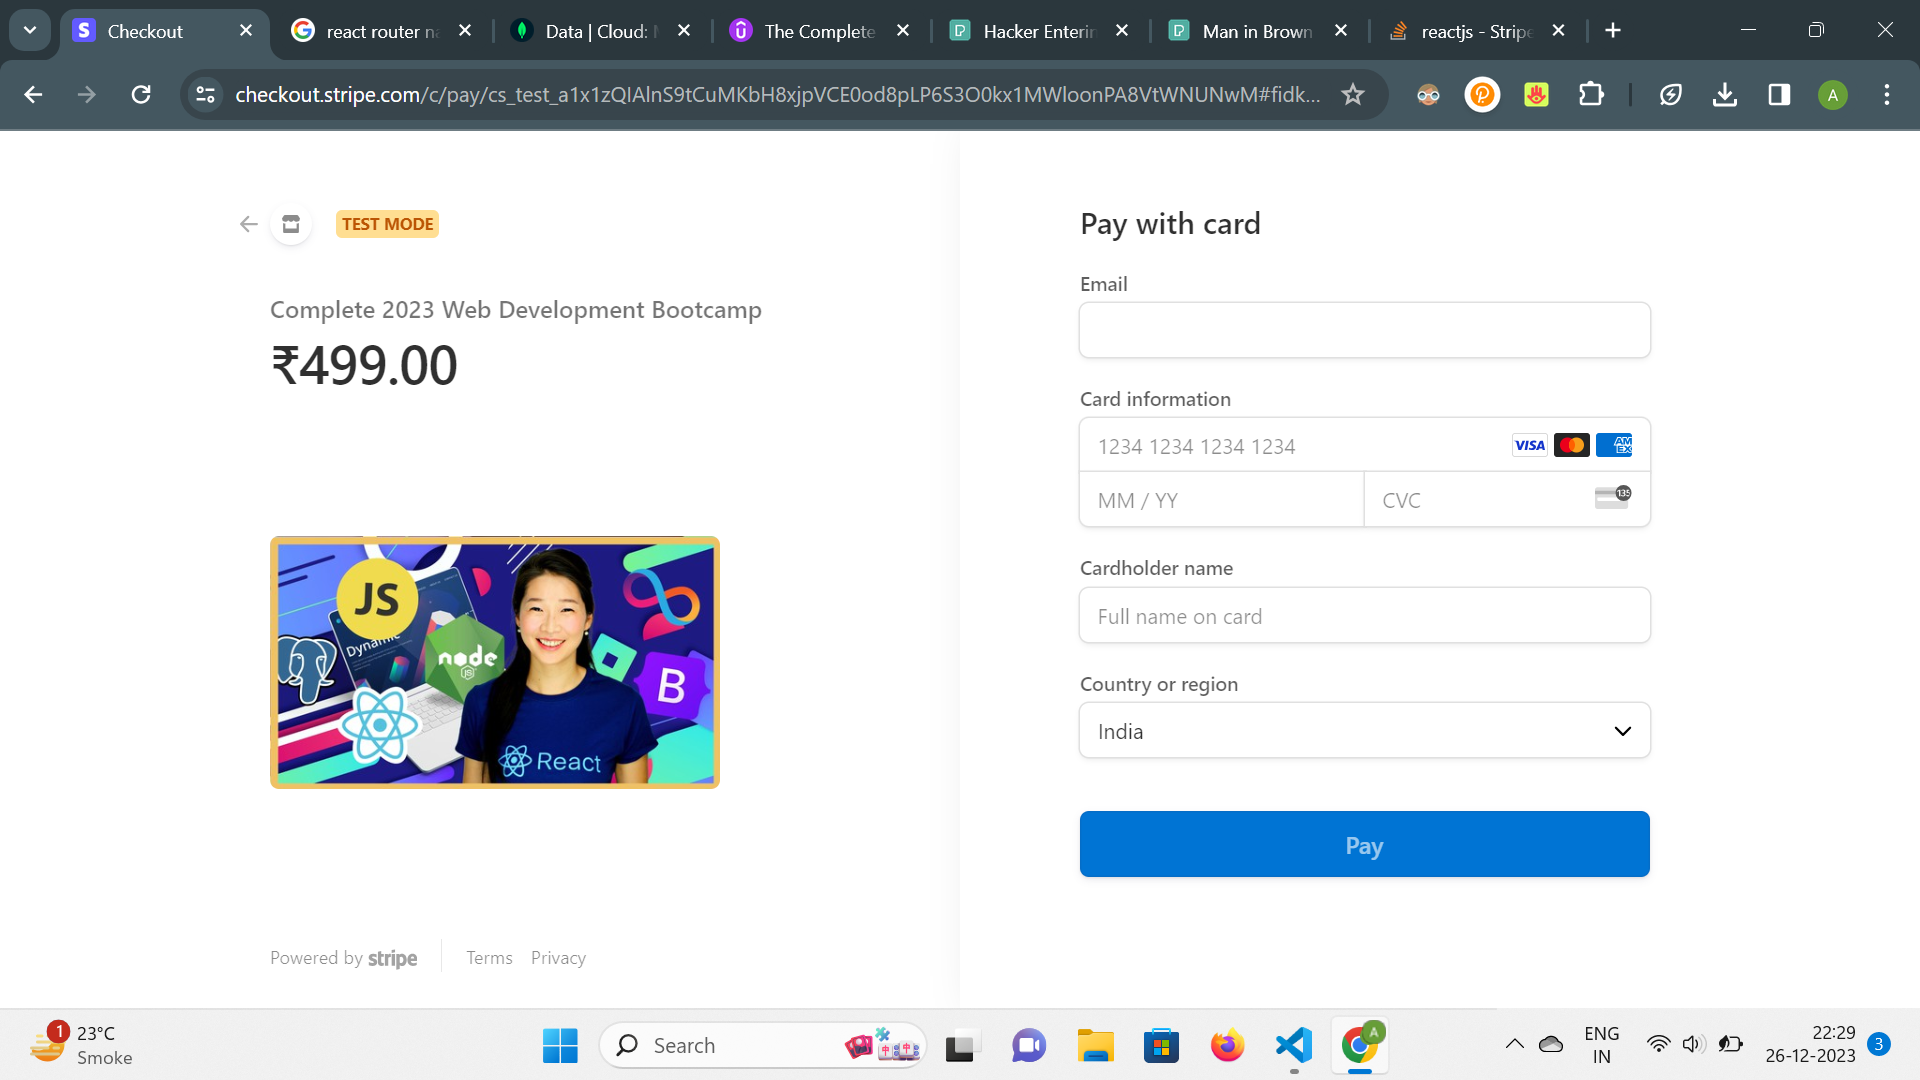 Checkout
react router na
Data | Cloud: M
The Complete
Hacker Enterin
Man in Brown
reactjs - Stripe
checkout.stripe.com/c/pay/cs_test_a1x1zQIAlnS9tCuMKbH8xjpVCE0od8pLP6S3O0kx1MWloonPA8VtWNUNwM#fidk...
A
TEST MODE
Complete 2023 Web Development Bootcamp
₹499.00
JS
Dynamic
node
JS
B
React
Powered by stripe
Terms
Privacy
Pay with card
Email
Card information
1234 1234 1234 1234
VISA
AM
EX
MM / YY
CVC
135
Cardholder name
Full name on card
Country or region
India
Pay
1
23°C
Smoke
Search
A
ENG
IN
22:29
26-12-2023
3